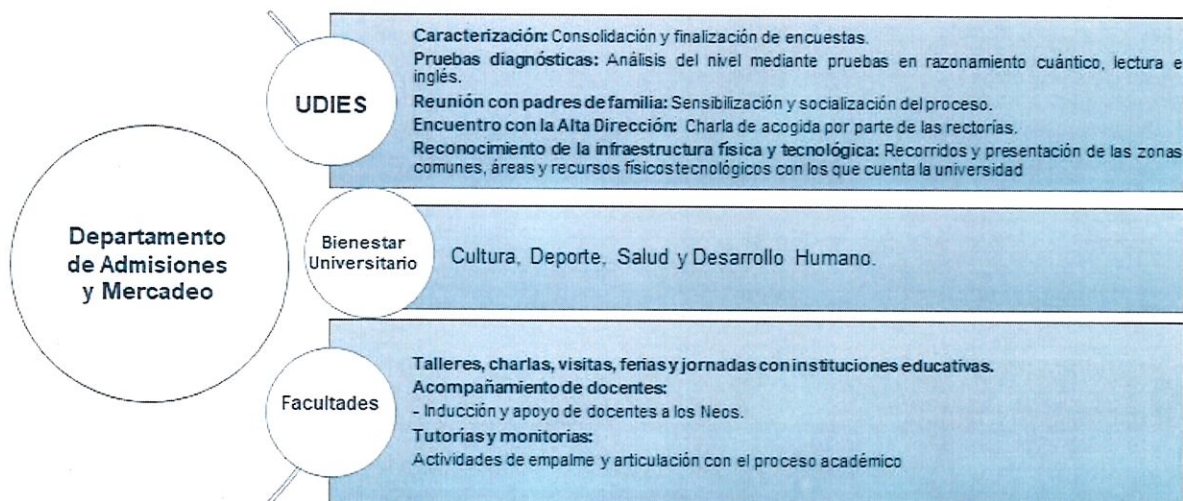 Departamento
de Admisiones
y Mercadeo
UDIES
Caracterización: Consolidación y finalización de encuestas.
Pruebas diagnósticas: Análisis del nivel mediante pruebas en razonamiento cuántico, lectura e
inglés.
Reunión con padres de familia: Sensibilización y socialización del proceso.
Encuentro con la Alta Dirección: Charla de acogida por parte de las rectorías.
Reconocimiento de la infraestructura física y tecnológica: Recorridos y presentación de las zonas
comunes, áreas y recursos físicos tecnológicos con los que cuenta la universidad
Bienestar
Universitario
Cultura, Deporte, Salud y Desarrollo Humano.
Facultades
Talleres, charlas, visitas, ferias y jornadas con instituciones educativas.
Acompañamiento de docentes:
- Inducción y apoyo de docentes a los Neos.
Tutorías y monitorias:
Actividades de empalme y articulación con el proceso académico